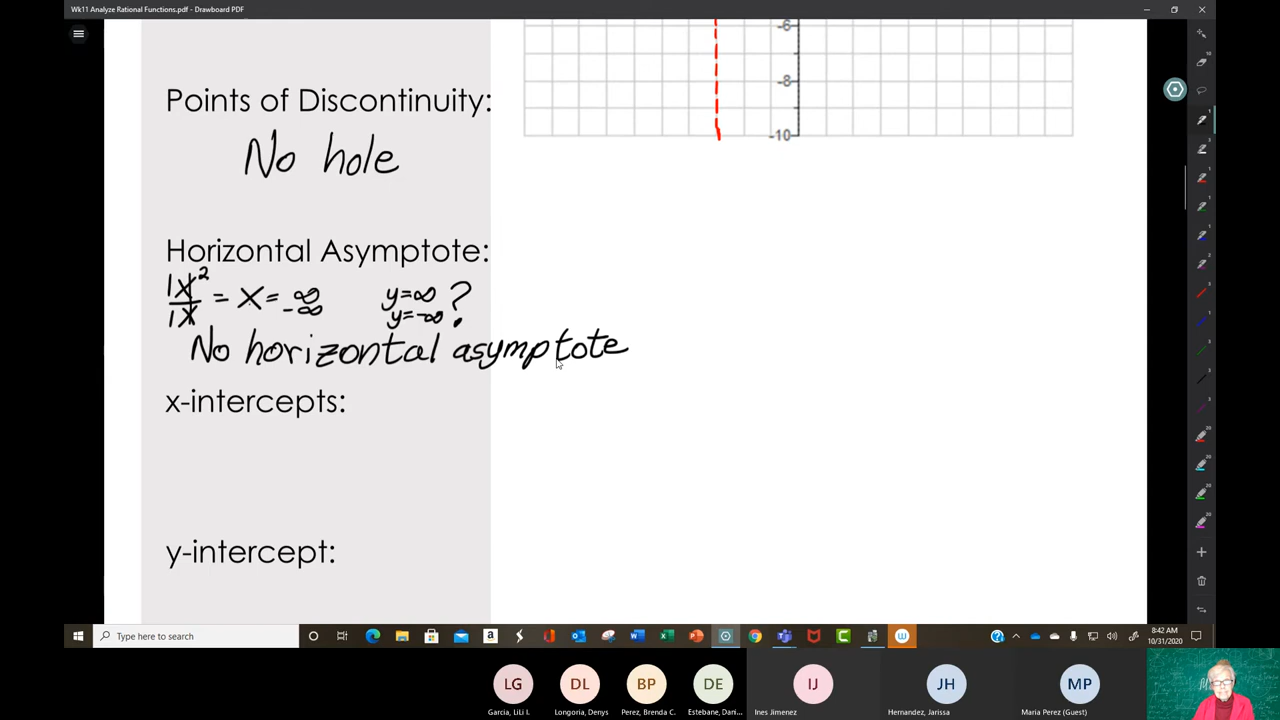 Wk11 Analyze Rational Functions.pdf - Drawboard PDF
-6
-8
-10
Points of Discontinuity:
No hole
Horizontal Asymptote:
1x²/1x = x = ∞ -∞ y=∞ y=-∞ ?
No horizontal asymptote
x-intercepts:
y-intercept:
Type here to search
8:42 AM
10/31/2020
LG DL BP DE IJ JH MP
Garcia, LiLi I. Longoria, Denys Perez, Brenda C. Estebane, Dani... Ines Jimenez Hernandez, Jarissa Maria Perez (Guest)